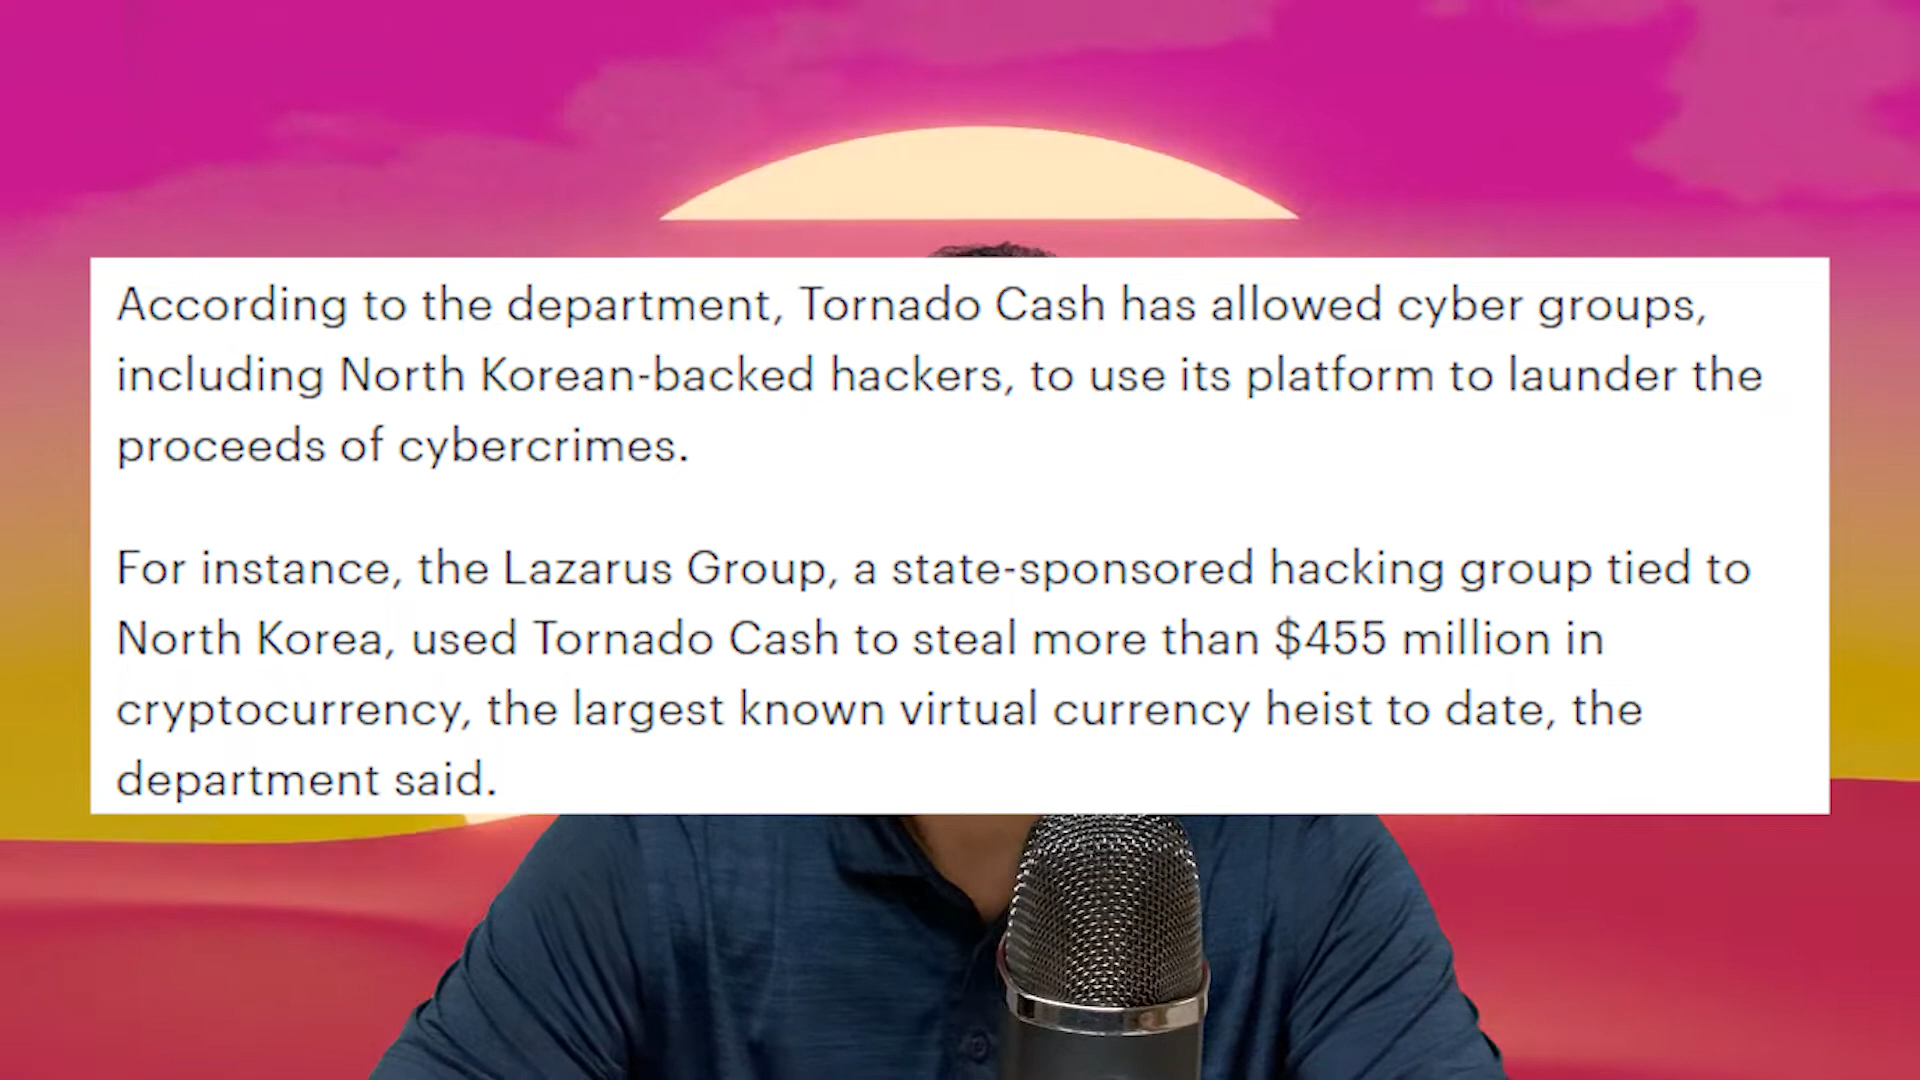 According to the department, Tornado Cash has allowed cyber groups,
including North Korean-backed hackers, to use its platform to launder the
proceeds of cybercrimes.
For instance, the Lazarus Group, a state-sponsored hacking group tied to
North Korea, used Tornado Cash to steal more than $455 million in
cryptocurrency, the largest known virtual currency heist to date, the
department said.